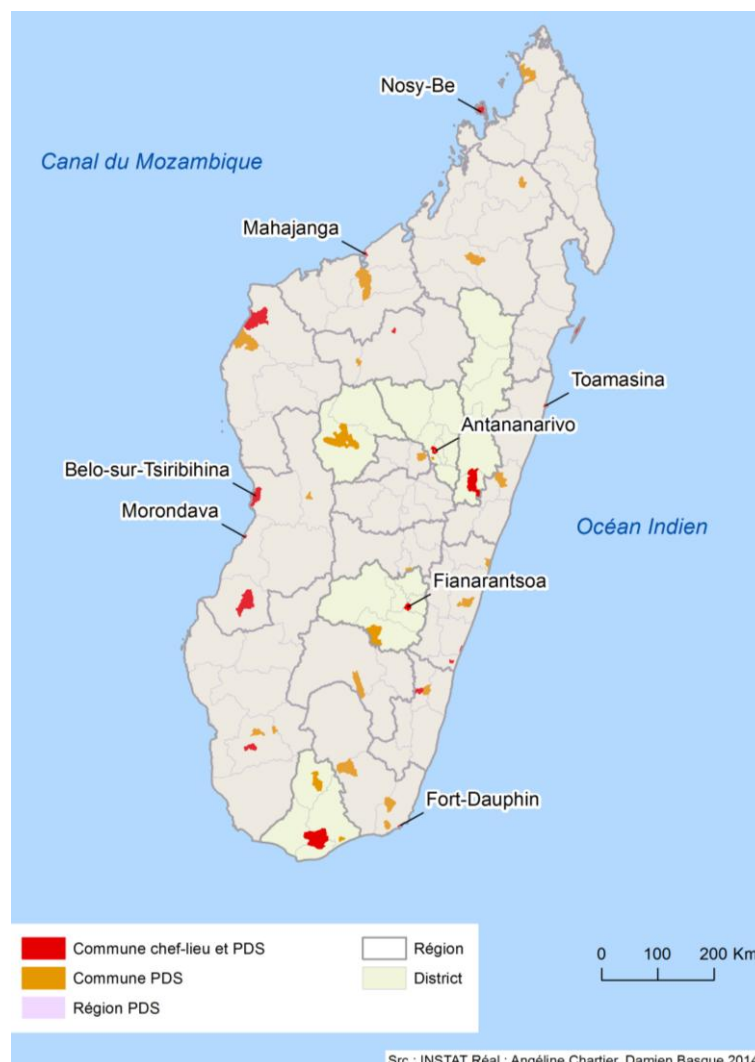 Nosy-Be
Canal du Mozambique
Mahajanga
Toamasina
Antananarivo
Belo-sur-Tsiribihina
Morondava
Océan Indien
Fianarantsoa
Fort-Dauphin
Commune chef-lieu et PDS
Région
Commune PDS
District
Région PDS
0 100 200 Km
Src : INSTAT Réal : Angéline Chartier, Damien Basque 2014